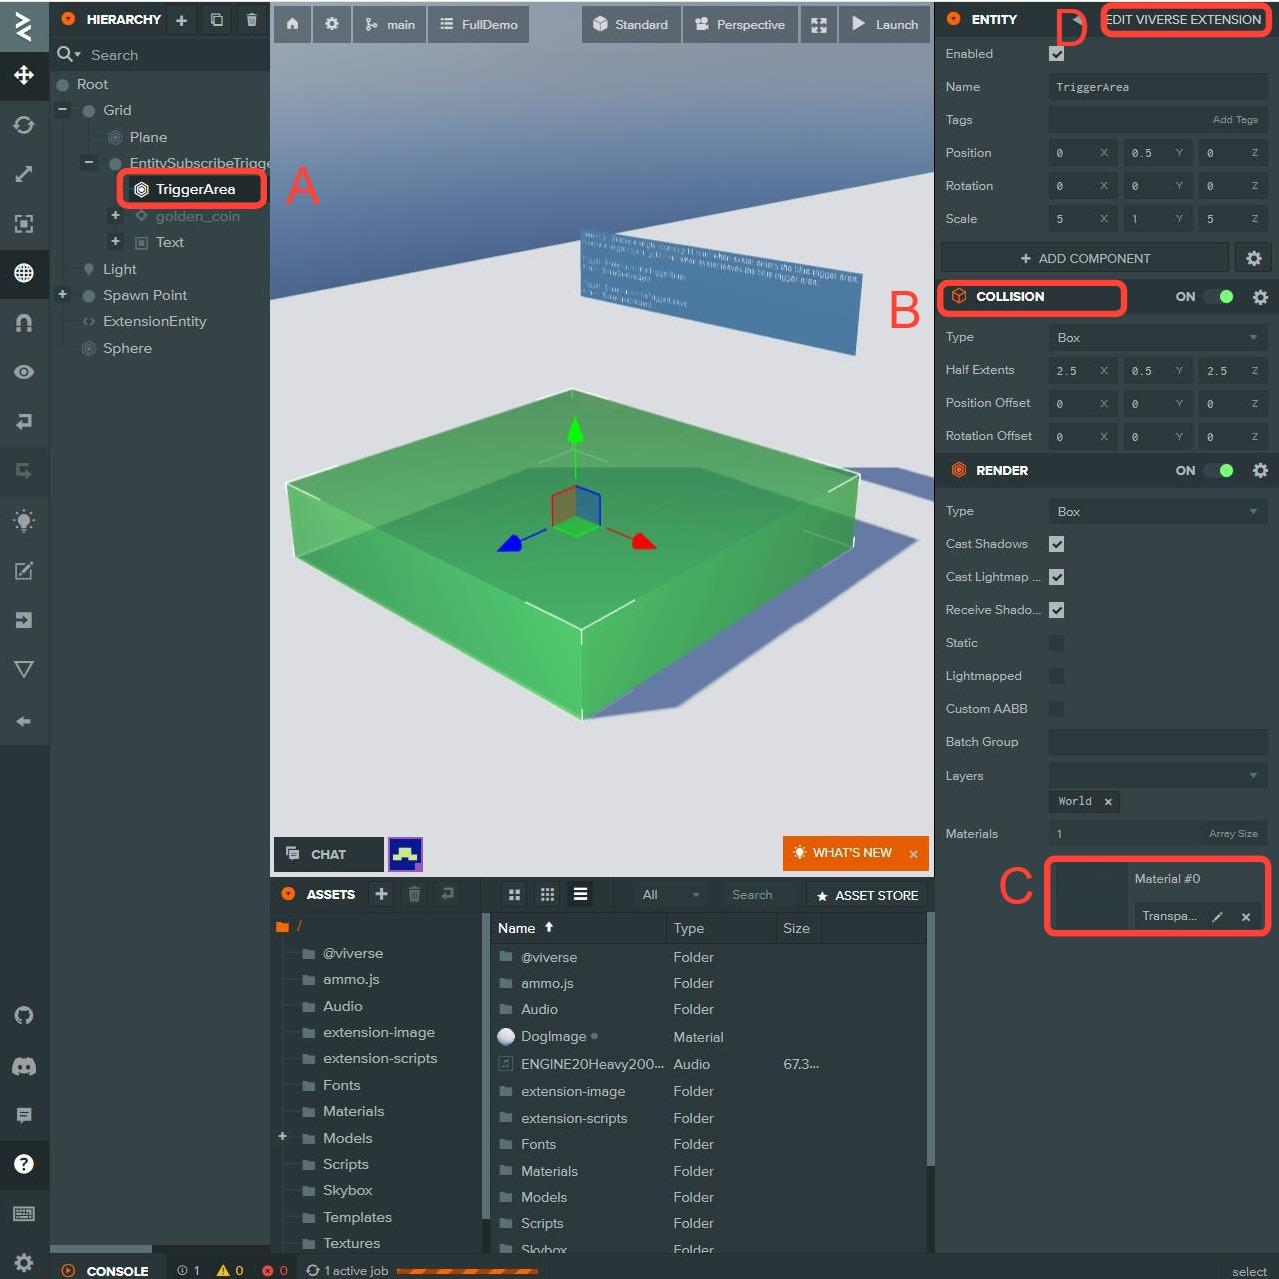 HIERARCHY
Search
Root
Grid
Plane
EntitySubscribeTrigge
TriggerArea
golden_coin
Text
Light
Spawn Point
ExtensionEntity
Sphere
main
FullDemo
Standard
Perspective
Launch
A
B
C
D
CHAT
WHAT'S NEW
ENTITY
EDIT VIVERSE EXTENSION
Enabled
Name TriggerArea
Tags Add Tags
Position 0 X 0.5 Y 0 Z
Rotation 0 X 0 Y 0 Z
Scale 5 X 1 Y 5 Z
ADD COMPONENT
COLLISION ON
Type Box
Half Extents 2.5 X 0.5 Y 2.5 Z
Position Offset 0 X 0 Y 0 Z
Rotation Offset 0 X 0 Y 0 Z
RENDER ON
Type Box
Cast Shadows
Cast Lightmap ...
Receive Shado...
Static
Lightmapped
Custom AABB
Batch Group
Layers
World ×
Materials 1 Array Size
Material #0
Transpa... ×
ASSETS
All
Search
ASSET STORE
/
@viverse
ammo.js
Audio
extension-image
extension-scripts
Fonts
Materials
Models
Scripts
Skybox
Templates
Textures
Name Type Size
@viverse Folder
ammo.js Folder
Audio Folder
DogImage Material
ENGINE20Heavy200... Audio 67.3...
extension-image Folder
extension-scripts Folder
Fonts Folder
Materials Folder
Models Folder
Scripts Folder
Skybox Folder
CONSOLE 1 0 0 1 active job
select